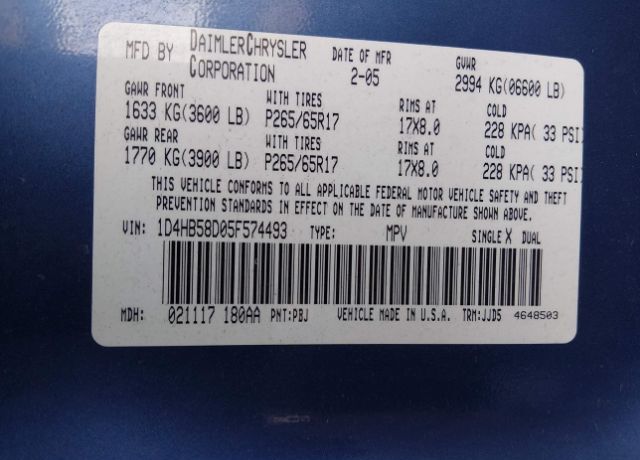 MFD BY DAIMLERCHRYSLER CORPORATION DATE OF MFR 2-05 GVWR 2994 KG(06600 LB)
GAWR FRONT WITH TIRES RIMS AT COLD
1633 KG(3600 LB) P265/65R17 17X8.0 228 KPA( 33 PSI)
GAWR REAR WITH TIRES RIMS AT COLD
1770 KG(3900 LB) P265/65R17 17X8.0 228 KPA( 33 PSI)
THIS VEHICLE CONFORMS TO ALL APPLICABLE FEDERAL MOTOR VEHICLE SAFETY AND THEFT
PREVENTION STANDARDS IN EFFECT ON THE DATE OF MANUFACTURE SHOWN ABOVE.
VIN: 1D4HB58D05F574493 TYPE: MPV SINGLE X DUAL
MDH: 021117 180AA PNT:PBJ VEHICLE MADE IN U.S.A. TRM:JJD5 4648503